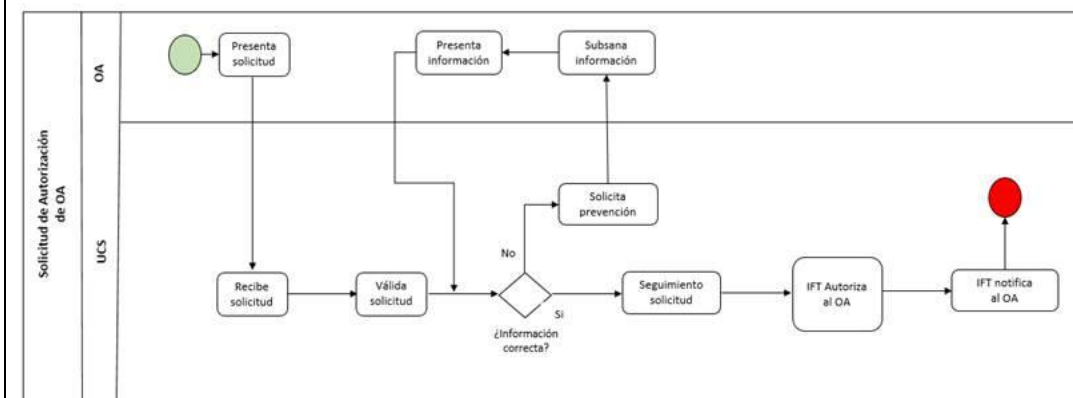 Solicitud de Autorización
de OA
OA
UCS
Presenta
solicitud
Presenta
información
Subsana
información
Solicita
prevención
No
Recibe
solicitud
Válida
solicitud
¿Información
correcta?
Si
Seguimiento
solicitud
IFT Autoriza
al OA
IFT notifica
al OA